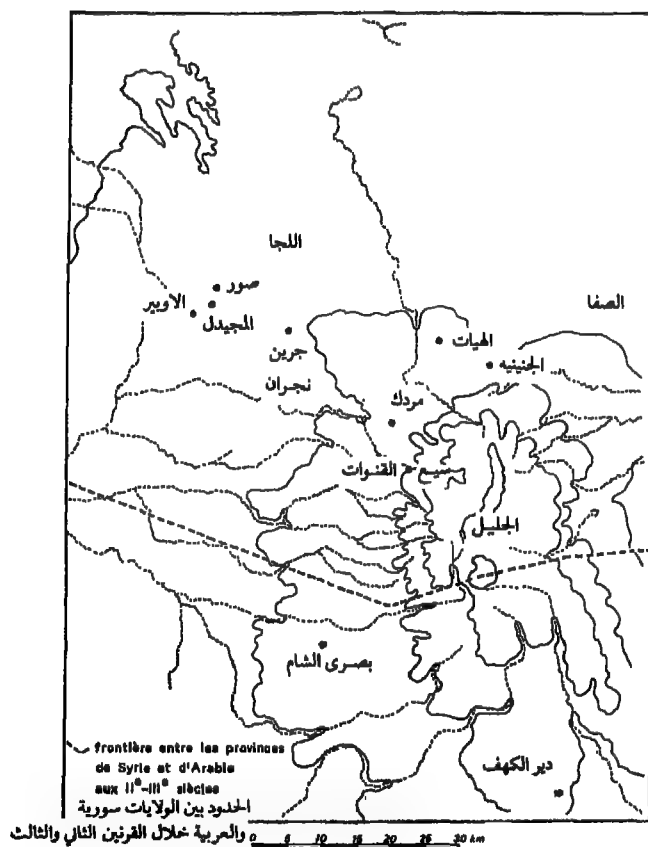 اللجا
الصفا
صور
الاوبير
المجيدل
جرين
الهيات
الجنينيه
نجران
مردك
سيع
القنوات
الجليل
بصرى الشام
دير الكهف
frontière entre les provinces
de Syrie et d'Arabie
aux IIe-IIIe siècles
الحدود بين الولايات سورية
والعربية خلال القرنين الثاني والثالث
0 5 10 15 20 25 30 km